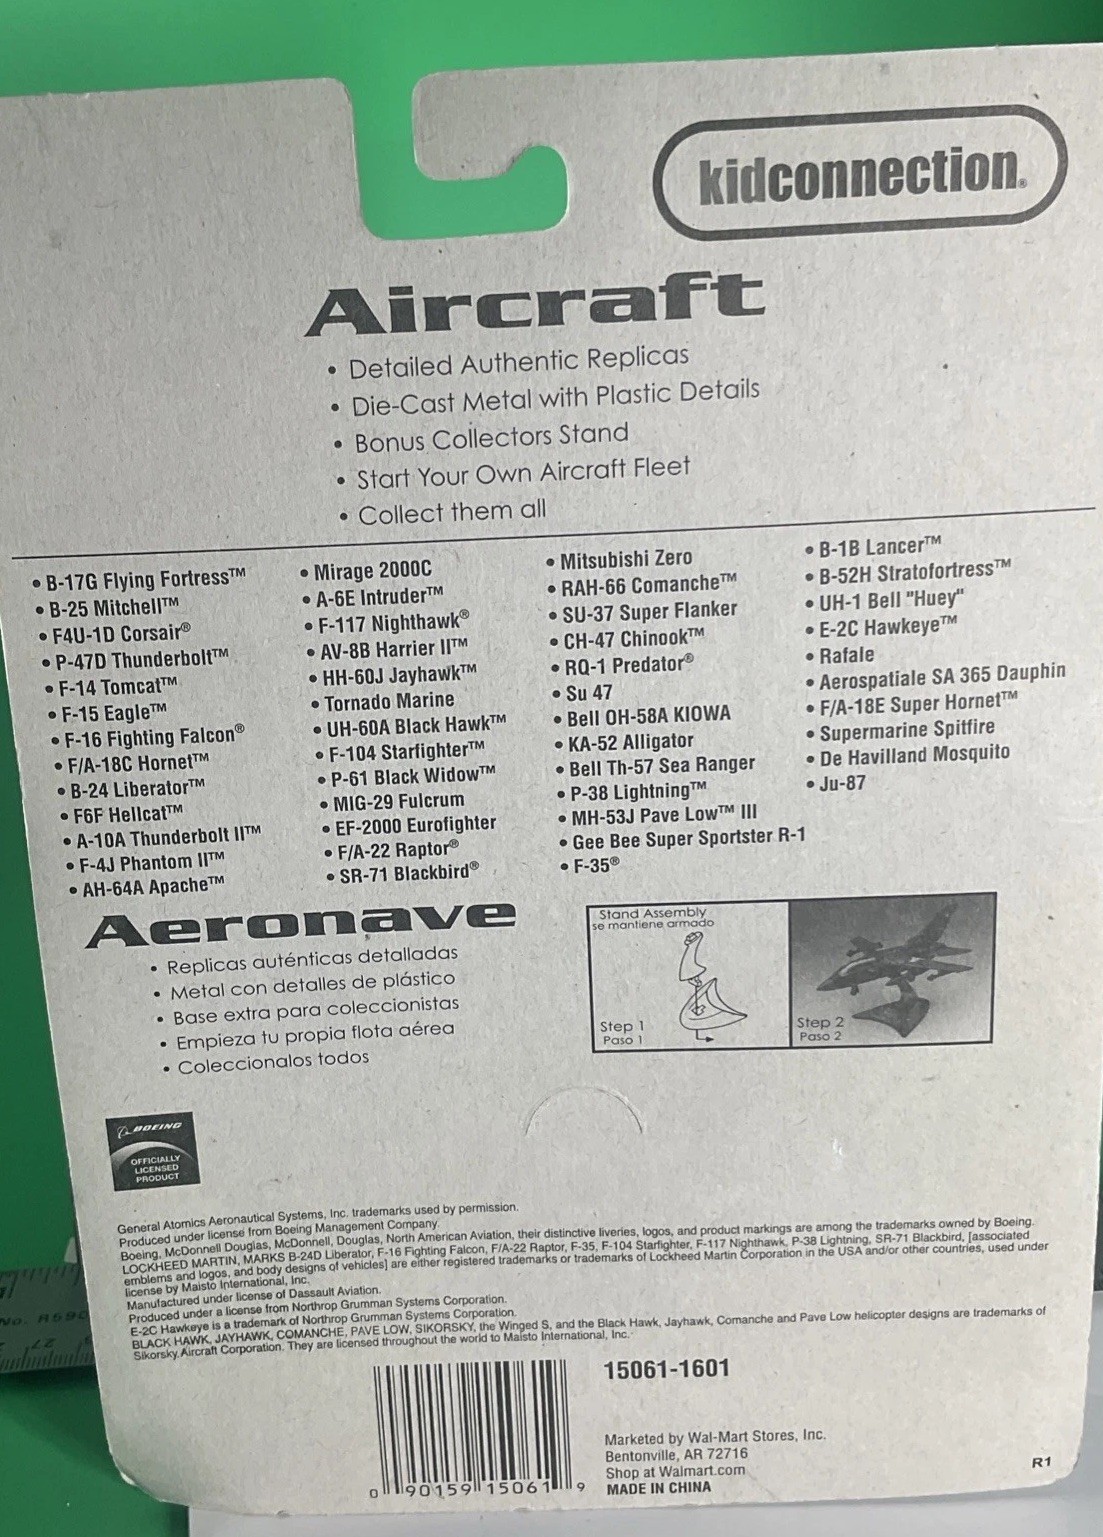 kidconnection®
Aircraft
• Detailed Authentic Replicas
• Die-Cast Metal with Plastic Details
• Bonus Collectors Stand
• Start Your Own Aircraft Fleet
• Collect them all
• B-17G Flying Fortress™
• B-25 Mitchell™
• F4U-1D Corsair®
• P-47D Thunderbolt™
• F-14 Tomcat™
• F-15 Eagle™
• F-16 Fighting Falcon®
• F/A-18C Hornet™
• B-24 Liberator™
• F6F Hellcat™
• A-10A Thunderbolt II™
• F-4J Phantom II™
• AH-64A Apache™
• Mirage 2000C
• A-6E Intruder™
• F-117 Nighthawk®
• AV-8B Harrier II™
• HH-60J Jayhawk™
• Tornado Marine
• UH-60A Black Hawk™
• F-104 Starfighter™
• P-61 Black Widow™
• MIG-29 Fulcrum
• EF-2000 Eurofighter
• F/A-22 Raptor®
• SR-71 Blackbird®
• Mitsubishi Zero
• RAH-66 Comanche™
• SU-37 Super Flanker
• CH-47 Chinook™
• RQ-1 Predator®
• Su 47
• Bell OH-58A KIOWA
• KA-52 Alligator
• Bell Th-57 Sea Ranger
• P-38 Lightning™
• MH-53J Pave Low™ III
• Gee Bee Super Sportster R-1
• F-35®
• B-1B Lancer™
• B-52H Stratofortress™
• UH-1 Bell "Huey"
• E-2C Hawkeye™
• Rafale
• Aerospatiale SA 365 Dauphin
• F/A-18E Super Hornet™
• Supermarine Spitfire
• De Havilland Mosquito
• Ju-87
Aeronave
• Replicas auténticas detalladas
• Metal con detalles de plástico
• Base extra para coleccionistas
• Empieza tu propia flota aérea
• Coleccionalos todos
Stand Assembly
se mantiene armado
Step 1
Paso 1
Step 2
Paso 2
BOEING
OFFICIALLY
LICENSED
PRODUCT
General Atomics Aeronautical Systems, Inc. trademarks used by permission.
Produced under license from Boeing Management Company.
Boeing, McDonnell Douglas, McDonnell, Douglas, North American Aviation, their distinctive liveries, logos, and product markings are among the trademarks owned by Boeing.
LOCKHEED MARTIN, MARKS B-24D Liberator, F-16 Fighting Falcon, F/A-22 Raptor, F-35, F-104 Starfighter, F-117 Nighthawk, P-38 Lightning, SR-71 Blackbird, [associated
emblems and logos, and body designs of vehicles] are either registered trademarks or trademarks of Lockheed Martin Corporation in the USA and/or other countries, used under
license by Maisto International, Inc.
Manufactured under license of Dassault Aviation.
Produced under a license from Northrop Grumman Systems Corporation.
E-2C Hawkeye is a trademark of Northrop Grumman Systems Corporation.
BLACK HAWK, JAYHAWK, COMANCHE, PAVE LOW, SIKORSKY, the Winged S, and the Black Hawk, Jayhawk, Comanche and Pave Low helicopter designs are trademarks of
Sikorsky Aircraft Corporation. They are licensed throughout the world to Maisto International, Inc.
0 90159 15061 9
15061-1601
Marketed by Wal-Mart Stores, Inc.
Bentonville, AR 72716
Shop at Walmart.com
MADE IN CHINA
R1
27